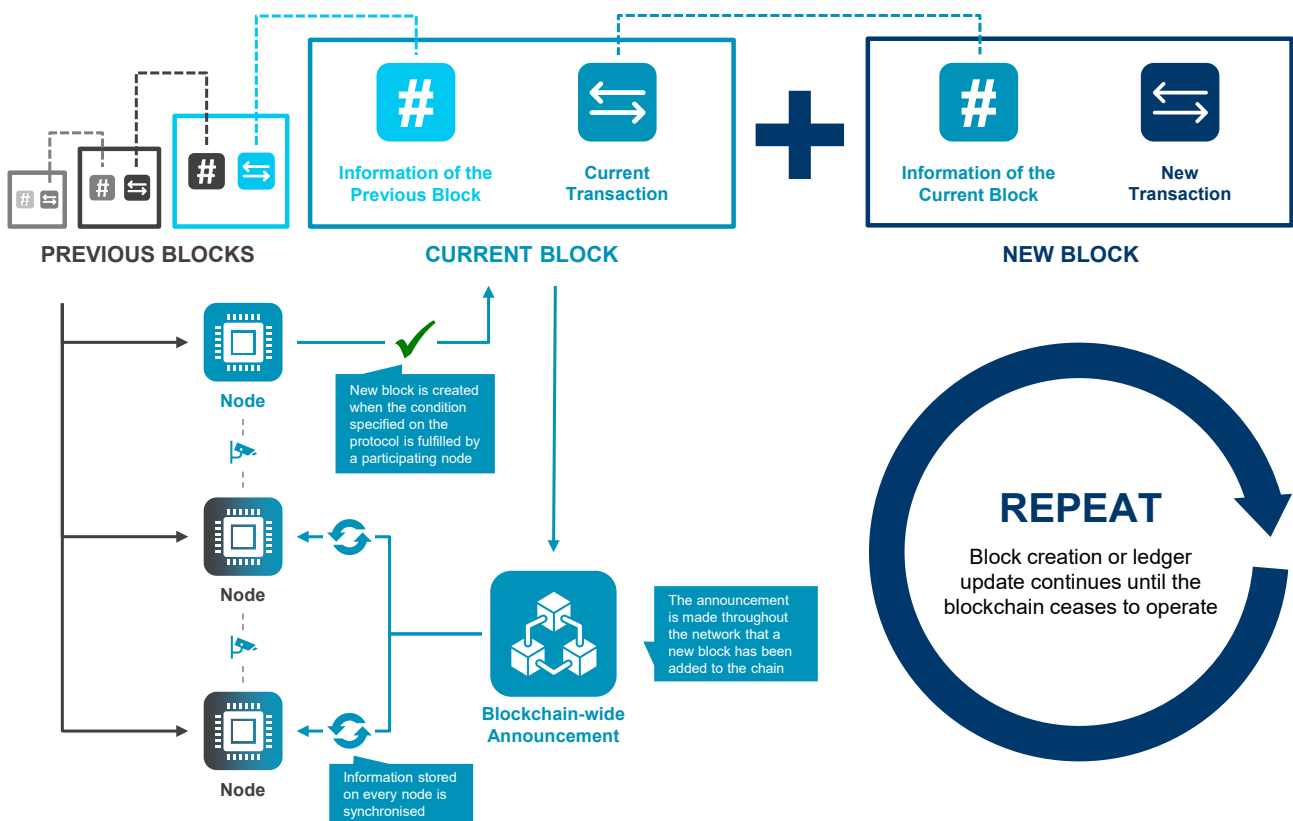 #
#
#
#
#
Information of the
Previous Block
Current
Transaction
Information of the
Current Block
New
Transaction
PREVIOUS BLOCKS
CURRENT BLOCK
NEW BLOCK
Node
New block is created
when the condition
specified on the
protocol is fulfilled by
a participating node
Node
Node
The announcement
is made throughout
the network that a
new block has been
added to the chain
Blockchain-wide
Announcement
Information stored
on every node is
synchronised
REPEAT
Block creation or ledger
update continues until the
blockchain ceases to operate